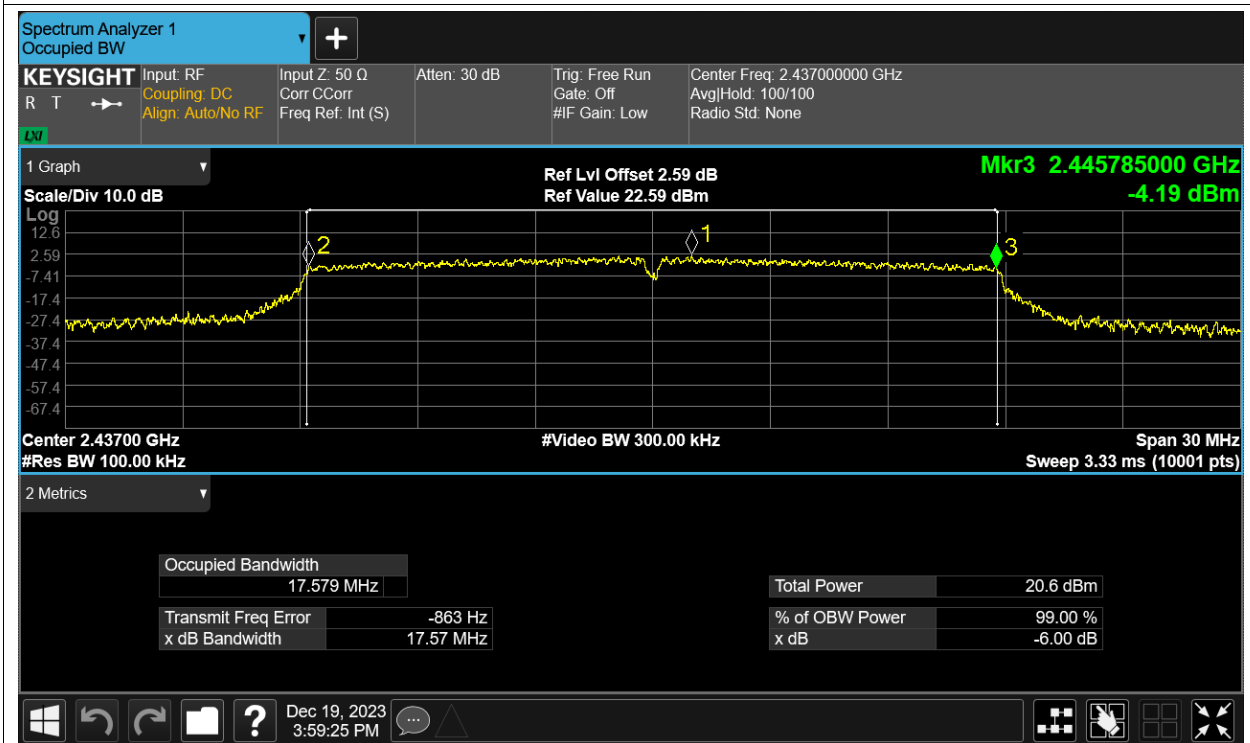 Spectrum Analyzer 1
Occupied BW
KEYSIGHT
R T
LXI
Input: RF
Coupling: DC
Align: Auto/No RF
Input Z: 50 Ω
Corr CCorr
Freq Ref: Int (S)
Atten: 30 dB
Trig: Free Run
Gate: Off
#IF Gain: Low
Center Freq: 2.437000000 GHz
Avg|Hold: 100/100
Radio Std: None
1 Graph
Scale/Div 10.0 dB
Ref Lvl Offset 2.59 dB
Ref Value 22.59 dBm
Mkr3 2.445785000 GHz
-4.19 dBm
Log
12.6
2.59
-7.41
-17.4
-27.4
-37.4
-47.4
-57.4
-67.4
2
1
3
Center 2.43700 GHz
#Res BW 100.00 kHz
#Video BW 300.00 kHz
Span 30 MHz
Sweep 3.33 ms (10001 pts)
2 Metrics
Occupied Bandwidth
17.579 MHz
Transmit Freq Error -863 Hz
x dB Bandwidth 17.57 MHz
Total Power 20.6 dBm
% of OBW Power 99.00 %
x dB -6.00 dB
?
Dec 19, 2023
3:59:25 PM